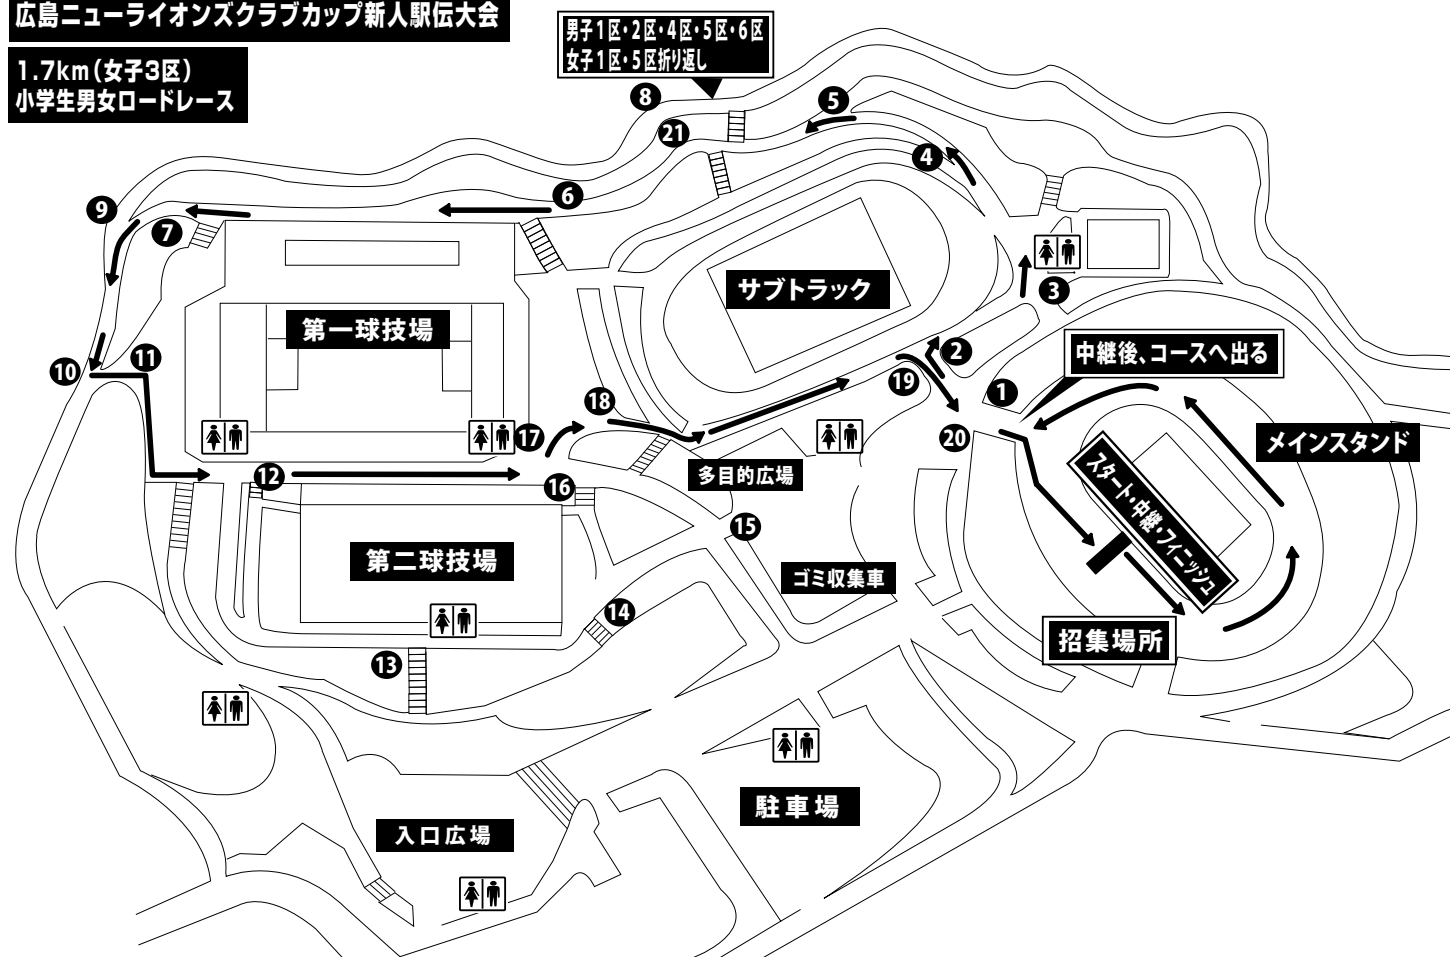 広島ニューライオンズクラブカップ新人駅伝大会
1.7km（女子3区）
小学生男女ロードレース
男子1区・2区・4区・5区・6区
女子1区・5区折り返し
8
5
21
4
6
9
7
3
サブトラック
第一球技場
中継後、コースへ出る
2
11
10
19
1
18
17
20
メインスタンド
12
16
多目的広場
スタート・中継・フィニッシュ
15
第二球技場
ゴミ収集車
14
招集場所
13
駐車場
入口広場